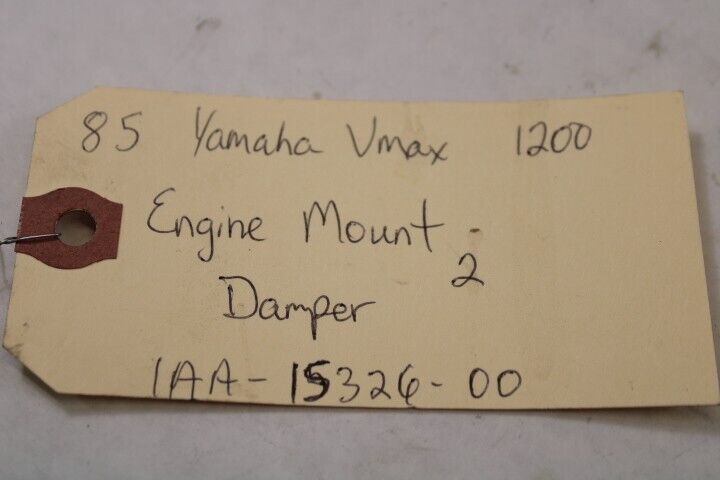 85 Yamaha Vmax 1200
Engine Mount
2
Damper
1AA-15326-00